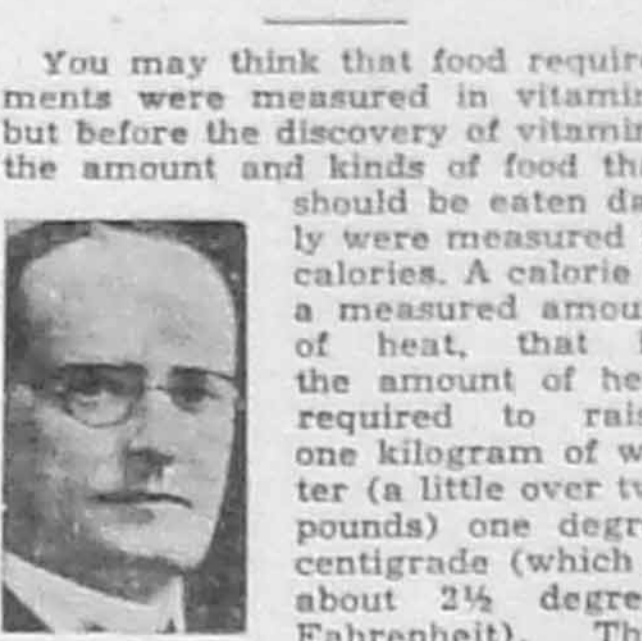 You may think that food require
ments were measured in vitamin
but before the discovery of vitamin
the amount and kinds of food tha
should be eaten da
ly were measured
calories. A calorie
a measured amou
of heat, that i
the amount of he
required to rais
one kilogram of w
ter (a little over tw
pounds) one degr
centigrade (which
about 2½ degre
Fahrenheit). Th